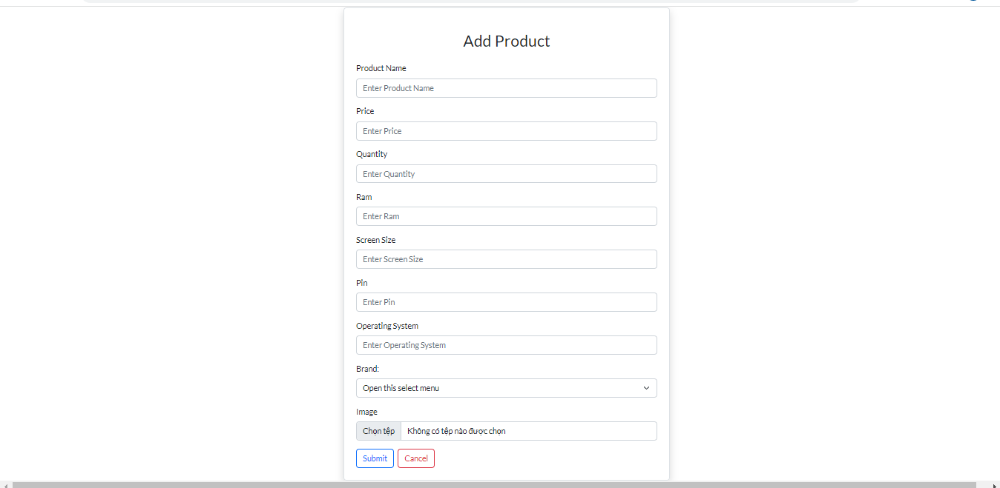 Add Product
Product Name
Enter Product Name
Price
Enter Price
Quantity
Enter Quantity
Ram
Enter Ram
Screen Size
Enter Screen Size
Pin
Enter Pin
Operating System
Enter Operating System
Brand:
Open this select menu
Image
Chọn tệp Không có tệp nào được chọn
Submit Cancel